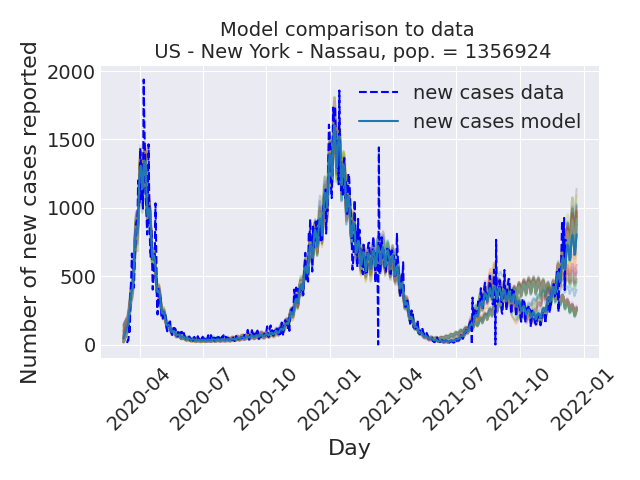 Model comparison to data
US - New York - Nassau, pop. = 1356924
Number of new cases reported
2000
1500
1000
500
0
new cases data
new cases model
2020-04
2020-07
2020-10
2021-01
2021-04
2021-07
2021-10
2022-01
Day